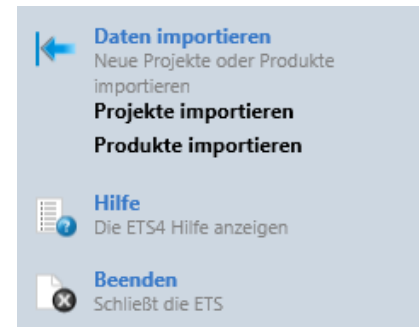 Daten importieren
Neue Projekte oder Produkte
importieren
Projekte importieren
Produkte importieren
Hilfe
Die ETS4 Hilfe anzeigen
Beenden
Schließt die ETS